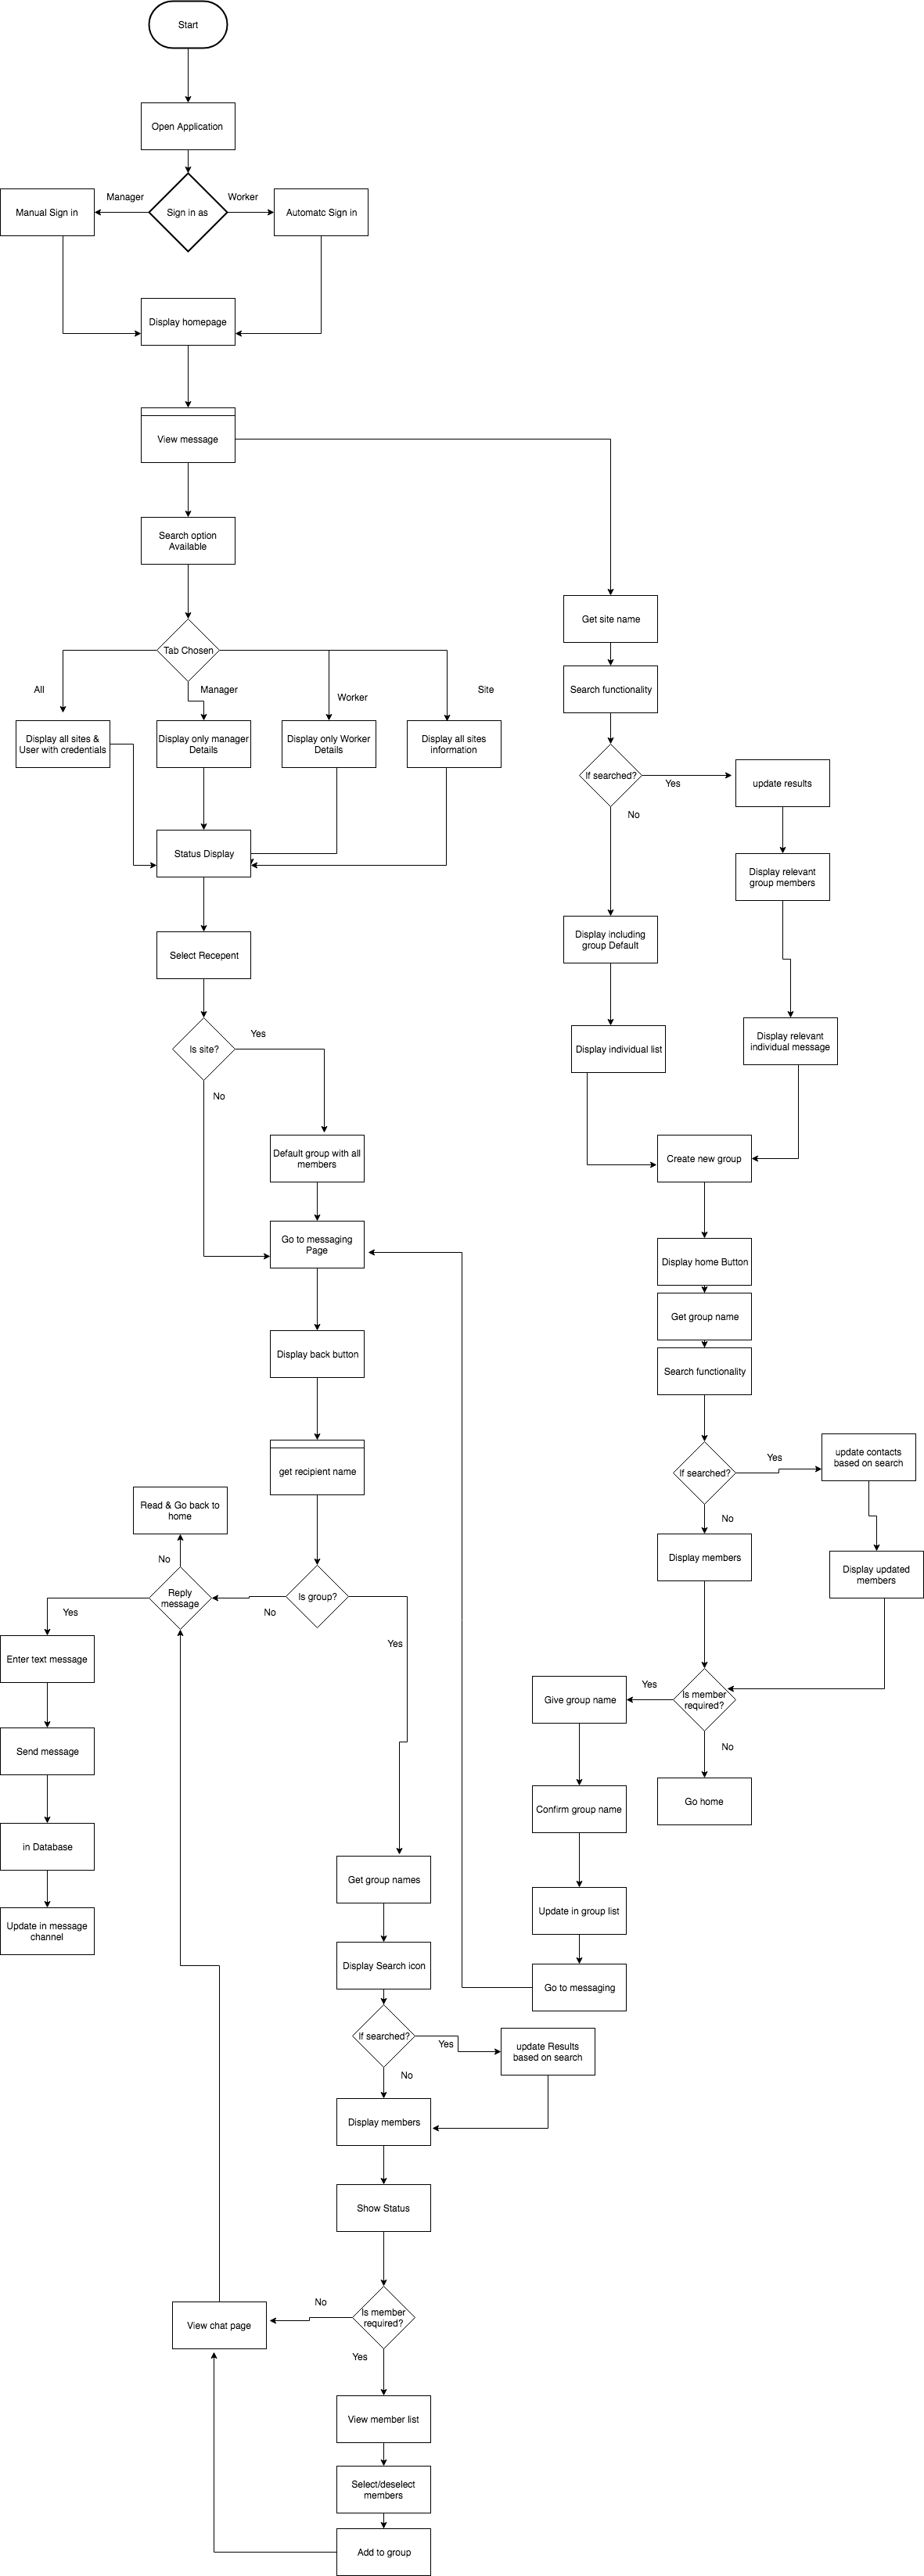 Start
Open Application
Manager
Worker
Manual Sign in
Sign in as
Automatc Sign in
Display homepage
View message
Search option
Available
Get site name
Tab Chosen
All
Manager
Worker
Site
Search functionality
Display all sites &
User with credentials
Display only manager
Details
Display only Worker
Details
Display all sites
information
If searched?
Yes
update results
No
Status Display
Display relevant
group members
Select Recepent
Display including
group Default
Is site?
Yes
No
Display individual list
Display relevant
individual message
Default group with all
members
Create new group
Go to messaging
Page
Display home Button
Get group name
Display back button
Search functionality
get recipient name
If searched?
Yes
update contacts
based on search
No
Read & Go back to
home
No
Display members
Display updated
members
Reply
message
Is group?
Yes
No
Yes
Enter text message
Is member
required?
Yes
Give group name
No
Send message
Go home
Confirm group name
in Database
Get group names
Update in group list
Update in message
channel
Display Search icon
Go to messaging
If searched?
Yes
update Results
based on search
No
Display members
Show Status
No
Is member
required?
View chat page
Yes
View member list
Select/deselect
members
Add to group